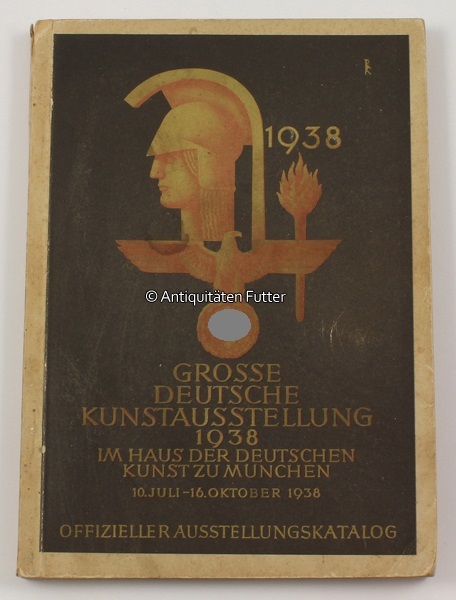 1938
© Antiquitäten Futter
GROSSE
DEUTSCHE
KUNSTAUSSTELLUNG
1938
IM HAUS DER DEUTSCHEN
KUNST ZU MÜNCHEN
10. JULI – 16. OKTOBER 1938
OFFIZIELLER AUSSTELLUNGSKATALOG